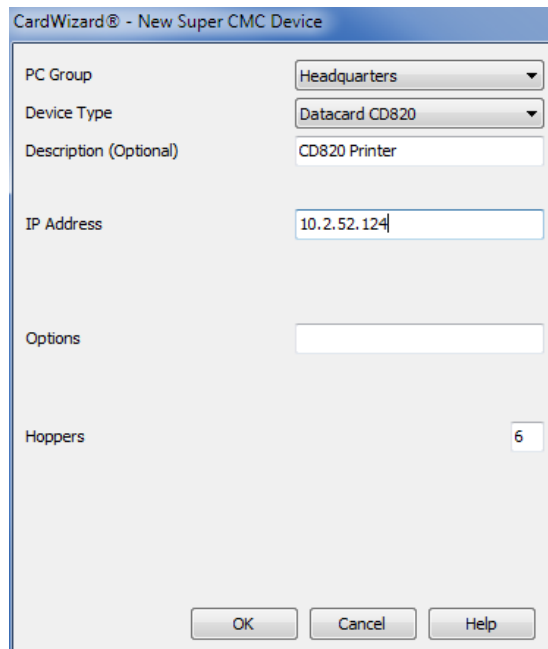 CardWizard® - New Super CMC Device
PC Group Headquarters
Device Type Datacard CD820
Description (Optional) CD820 Printer
IP Address 10.2.52.124
Options
Hoppers 6
OK Cancel Help